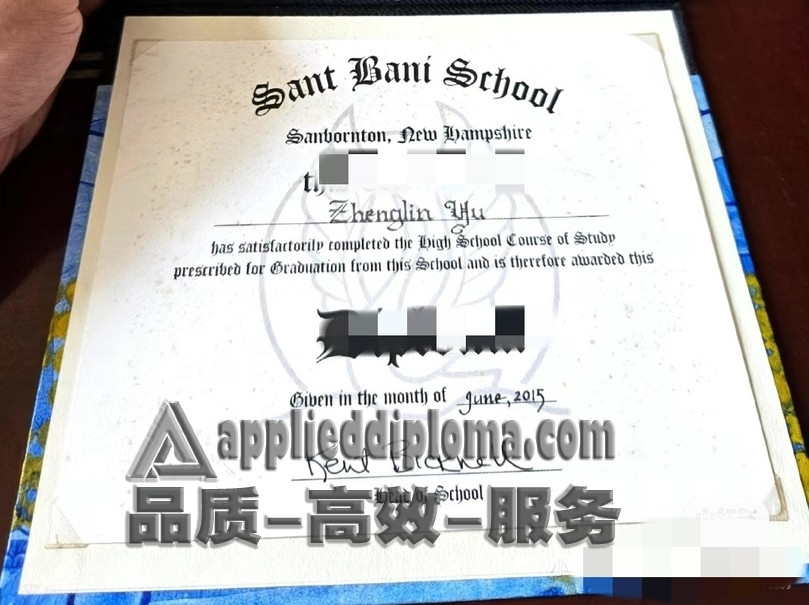 Sant Bani School
Sanbornton, New Hampshire
Zhenglin Yu
has satisfactorily completed the High School Course of Study
prescribed for Graduation from this School and is therefore awarded this
Given in the month of June, 2015
applieddiploma.com
Head of School
品质-高效-服务